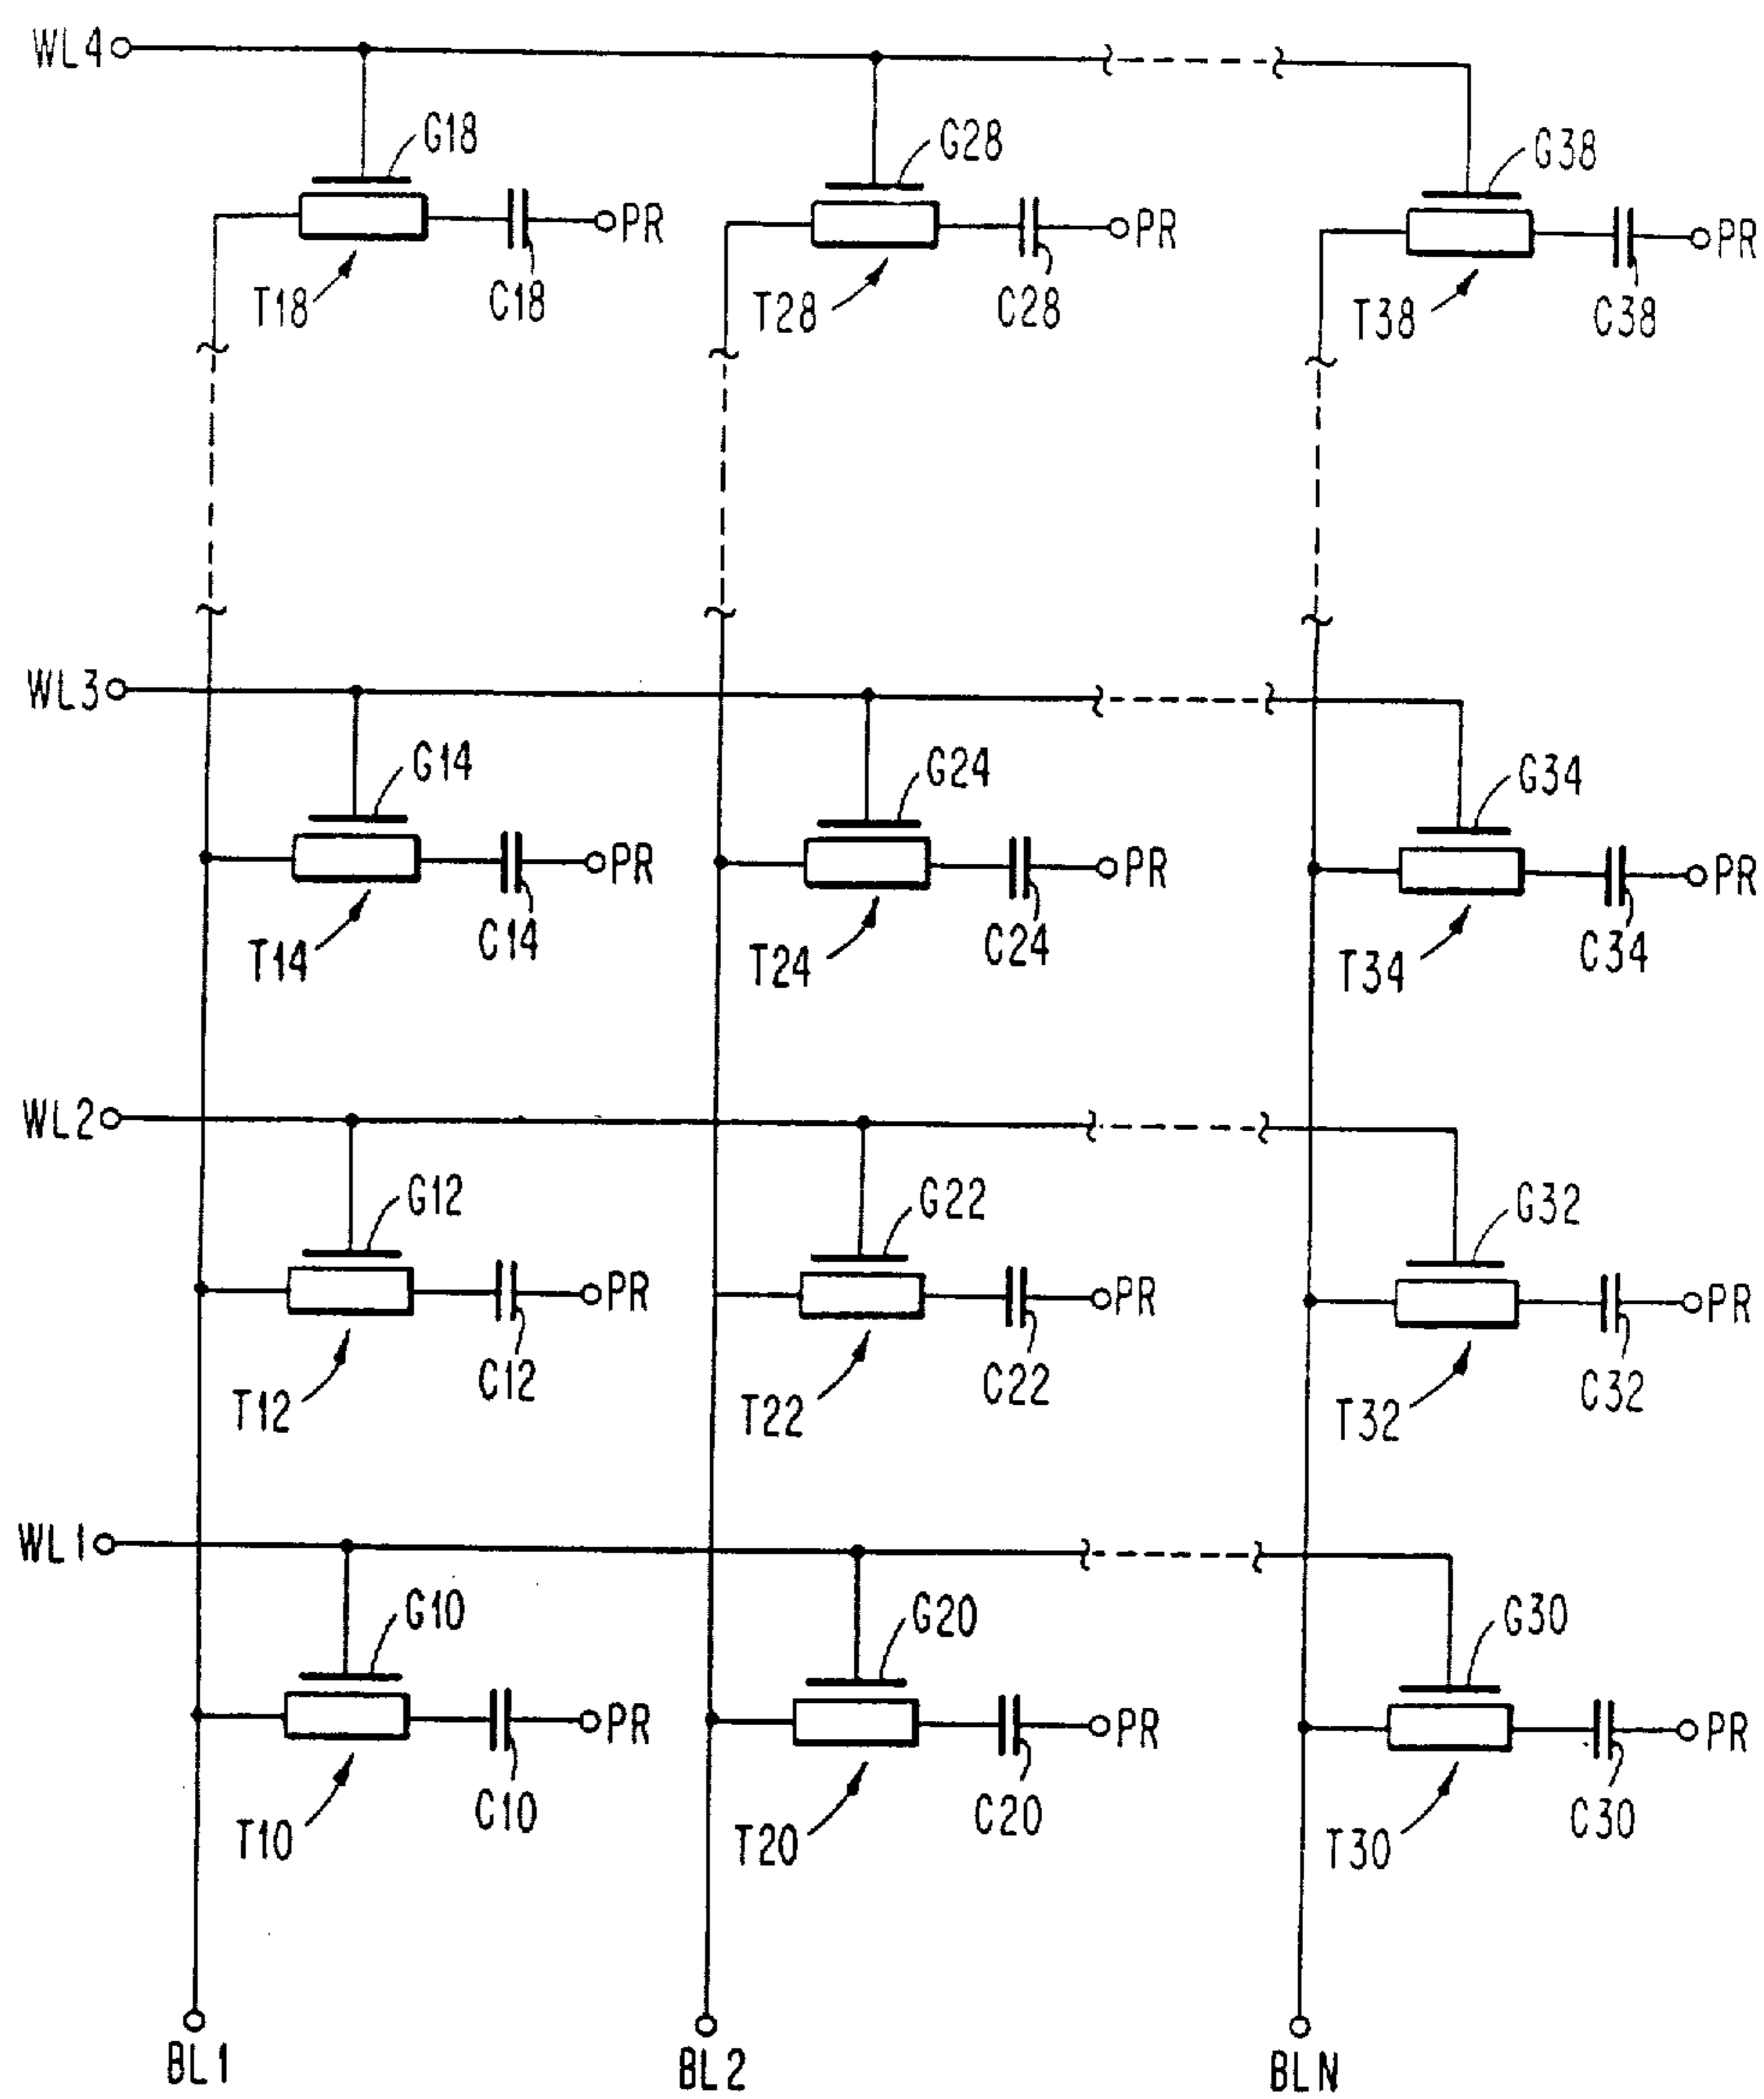 WL4
G18
G28
G38
PR
PR
PR
T18
C18
T28
C28
T38
C38
WL3
G14
G24
G34
PR
PR
PR
T14
C14
T24
C24
T34
C34
WL2
G12
G22
G32
PR
PR
PR
T12
C12
T22
C22
T32
C32
WL1
G10
G20
G30
PR
PR
PR
T10
C10
T20
C20
T30
C30
BL1
BL2
BLN